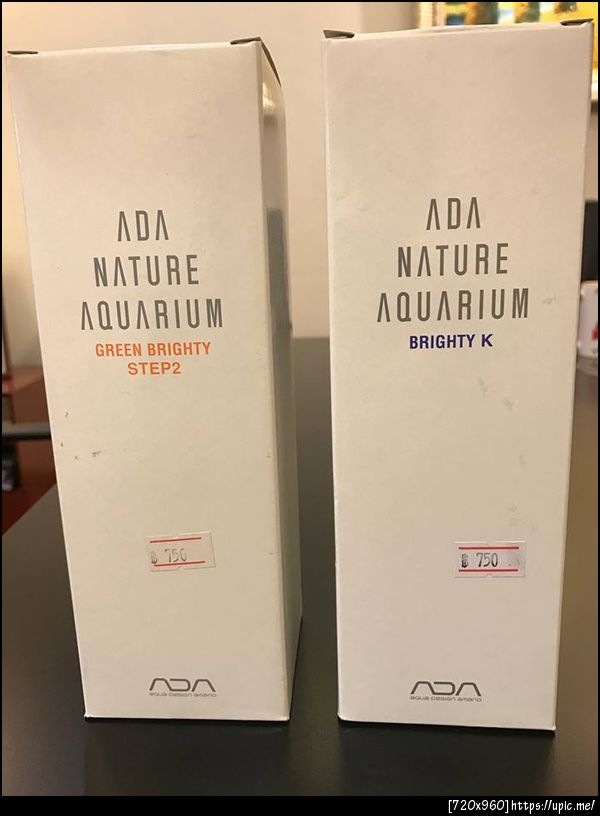 ADA
NATURE
AQUARIUM
GREEN BRIGHTY
STEP2
฿ 750
ADA
aqua design amano
ADA
NATURE
AQUARIUM
BRIGHTY K
฿ 750
ADA
aqua design amano
[720x960]https://upic.me/